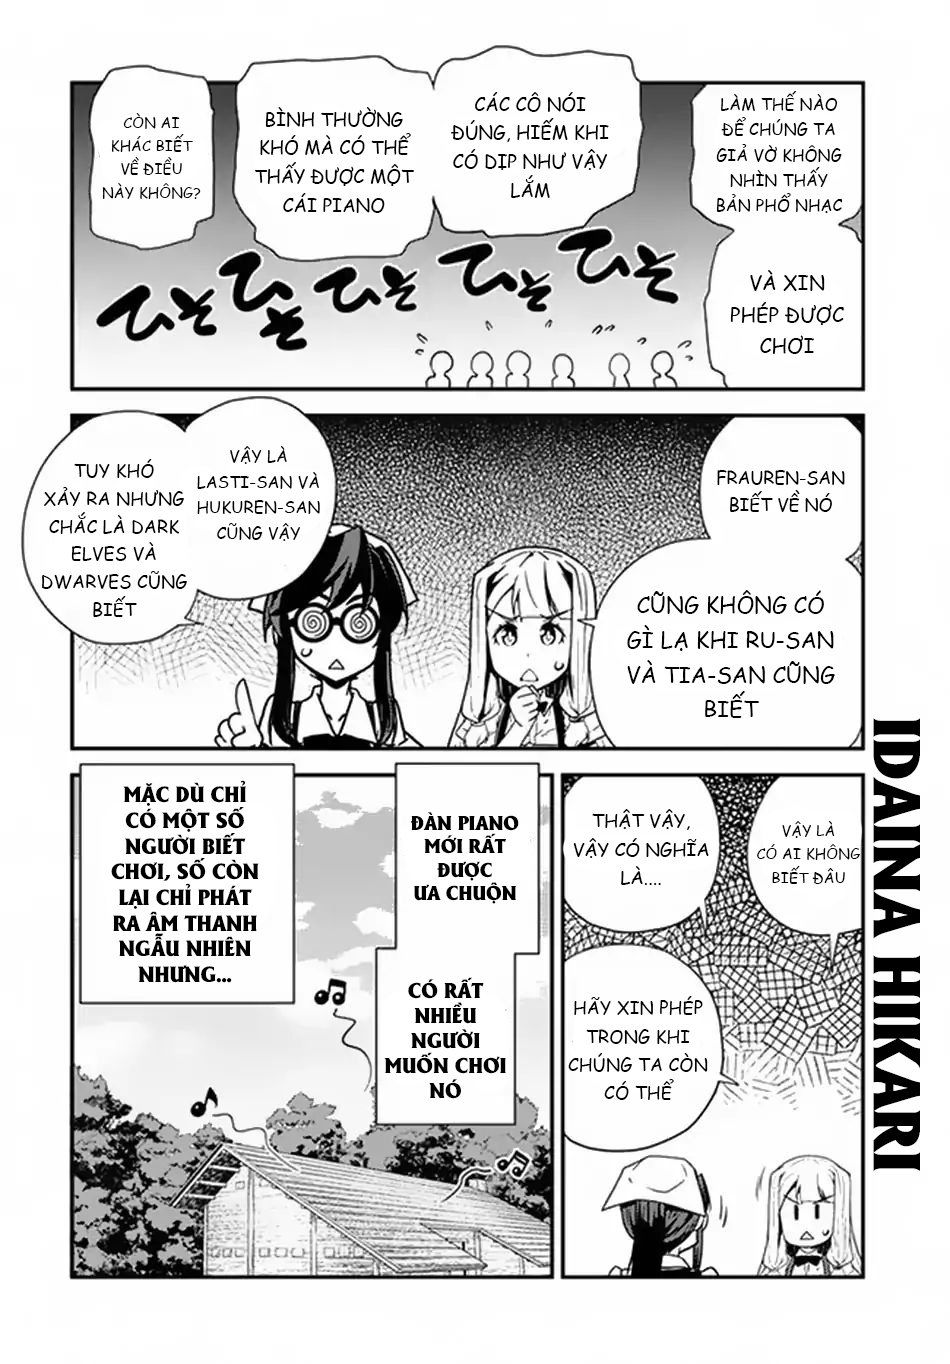 LÀM THẾ NÀO
ĐỂ CHÚNG TA
GIẢ VỜ KHÔNG
NHÌN THẤY
BẢN PHỔ NHẠC
VÀ XIN
PHÉP ĐƯỢC
CHƠI
CÁC CÔ NÓI
ĐÚNG, HIẾM KHI
CÓ DỊP NHƯ VẬY
LẮM
BÌNH THƯỜNG
KHÓ MÀ CÓ THỂ
THẤY ĐƯỢC MỘT
CÁI PIANO
CÒN AI
KHÁC BIẾT
VỀ ĐIỀU
NÀY KHÔNG?
ひそ
ひそ
ひそ
ひそ
ひそ
FRAUREN-SAN
BIẾT VỀ NÓ
CŨNG KHÔNG CÓ
GÌ LẠ KHI RU-SAN
VÀ TIA-SAN CŨNG
BIẾT
VẬY LÀ
LASTI-SAN VÀ
HUKUREN-SAN
CŨNG VẬY
TUY KHÓ
XẢY RA NHƯNG
CHẮC LÀ DARK
ELVES VÀ
DWARVES CŨNG
BIẾT
VẬY LÀ
CÓ AI KHÔNG
BIẾT ĐÂU
THẬT VẬY,
VẬY CÓ NGHĨA
LÀ....
HÃY XIN PHÉP
TRONG KHI
CHÚNG TA CÒN
CÓ THỂ
ĐÀN PIANO
MỚI RẤT
ĐƯỢC
ƯA CHUỘN
CÓ RẤT
NHIỀU
NGƯỜI
MUỐN CHƠI
NÓ
MẶC DÙ CHỈ
CÓ MỘT SỐ
NGƯỜI BIẾT
CHƠI, SỐ CÒN
LẠI CHỈ PHÁT
RA ÂM THANH
NGẪU NHIÊN
NHƯNG...
IDAINA HIKARI